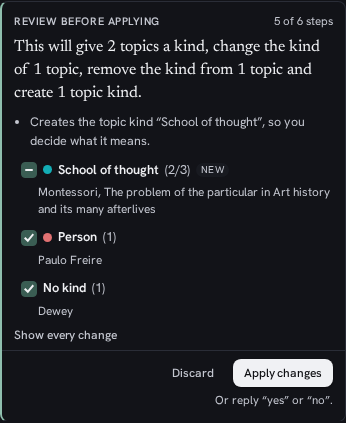 REVIEW BEFORE APPLYING 5 of 6 steps
This will give 2 topics a kind, change the kind
of 1 topic, remove the kind from 1 topic and
create 1 topic kind.
• Creates the topic kind “School of thought”, so you
decide what it means.
School of thought (2/3) NEW
Montessori, The problem of the particular in Art history
and its many afterlives
Person (1)
Paulo Freire
No kind (1)
Dewey
Show every change
Discard Apply changes
Or reply “yes” or “no”.